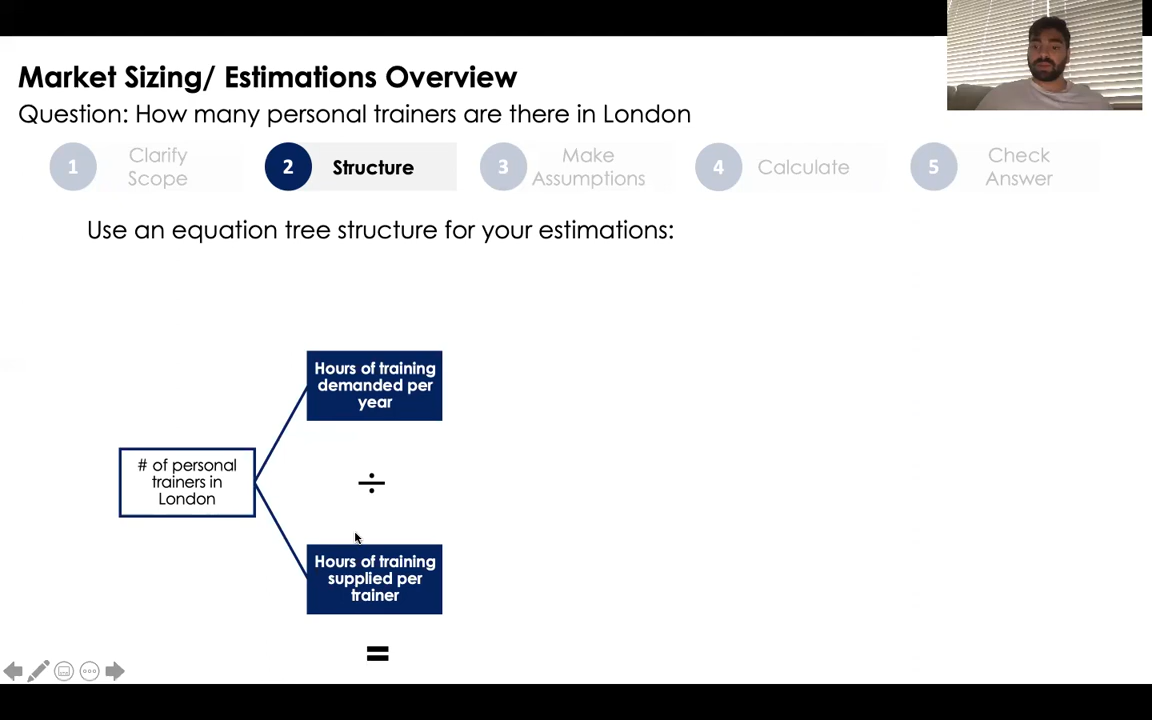 Market Sizing/ Estimations Overview
Question: How many personal trainers are there in London
1
Clarify
Scope
2
Structure
3
Make
Assumptions
4
Calculate
5
Check
Answer
Use an equation tree structure for your estimations:
Hours of training
demanded per
year
# of personal
trainers in
London
÷
Hours of training
supplied per
trainer
=